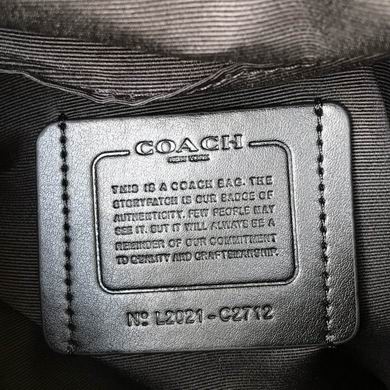 COACH
NEW YORK
THIS IS A COACH BAG. THE
STORYPATCH IS OUR BADGE OF
AUTHENTICITY. FEW PEOPLE MAY
SEE IT. BUT IT WILL ALWAYS BE A
REMINDER OF OUR COMMITMENT
TO QUALITY AND CRAFTSMANSHIP.
No L2021-C2712